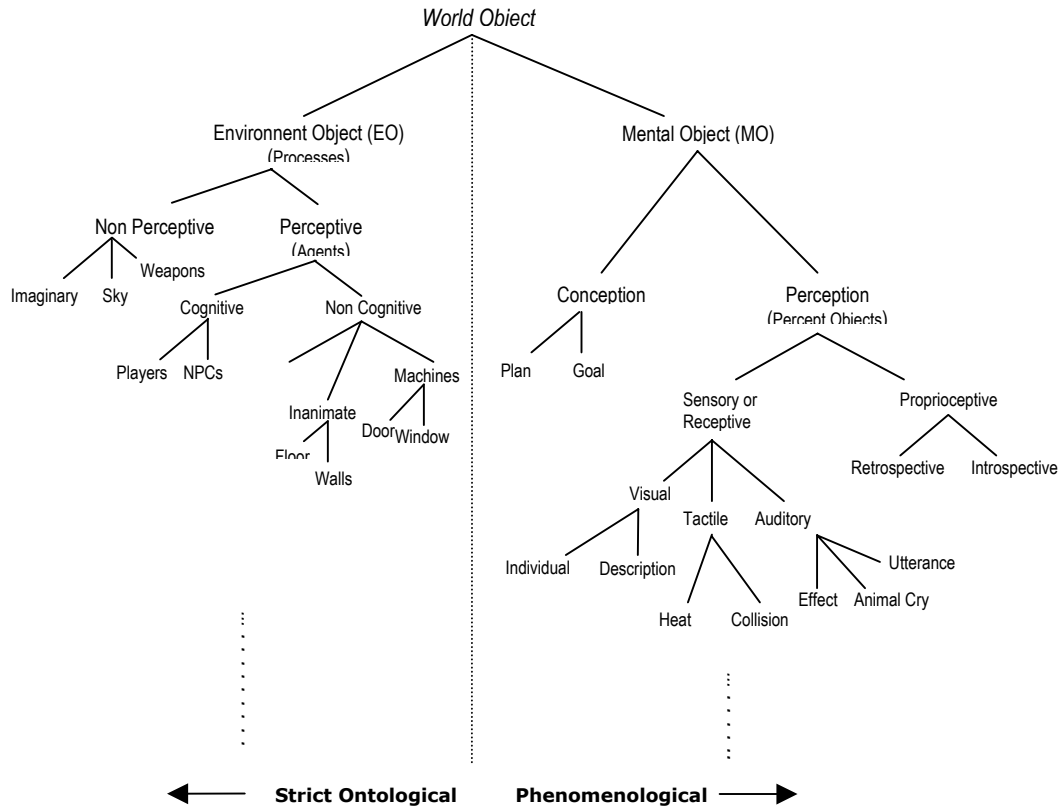 World Object
Environnent Object (EO)
(Processes)
Mental Object (MO)
Non Perceptive
Perceptive
(Agents)
Weapons
Imaginary
Sky
Cognitive
Non Cognitive
Conception
Perception
(Percent Objects)
Players
NPCs
Machines
Plan
Goal
Inanimate
Door
Window
Floor
Walls
Sensory or
Receptive
Proprioceptive
Retrospective
Introspective
Visual
Tactile
Auditory
Individual
Description
Utterance
Effect
Animal Cry
Heat
Collision
Strict Ontological
Phenomenological